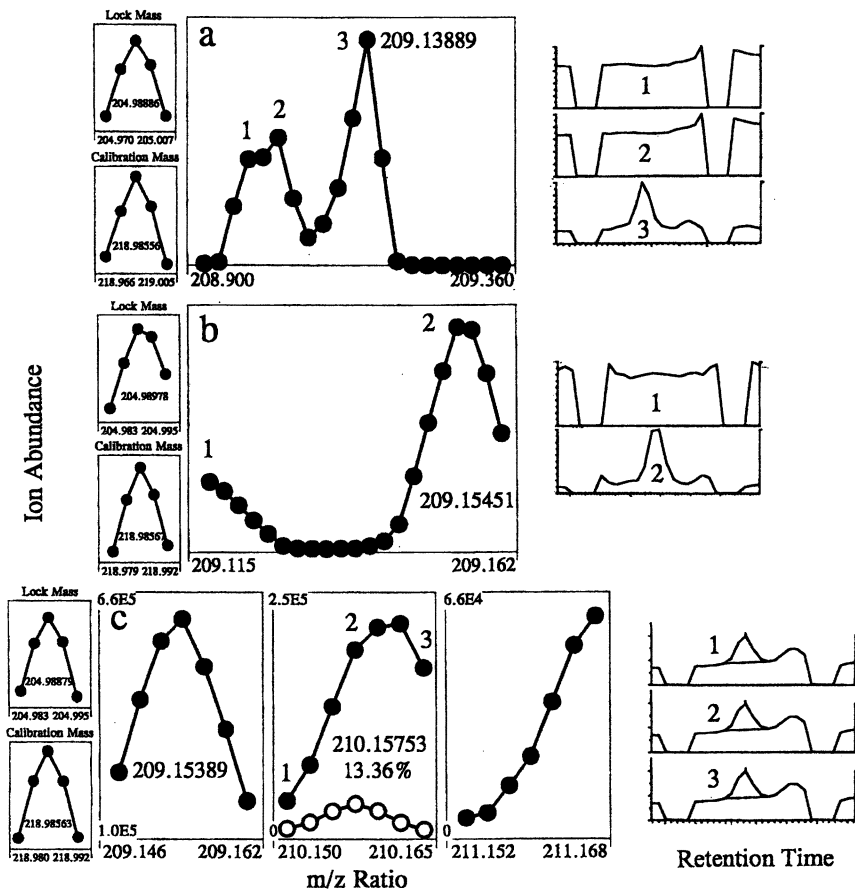 Lock Mass
204.98886
204.970 205.007
Calibration Mass
218.98556
218.966 219.005
a
1
2
3
209.13889
208.900
209.360
1
2
3
Lock Mass
204.98978
204.983 204.995
Calibration Mass
218.98567
218.979 218.992
b
1
2
209.15451
209.115
209.162
1
2
Ion Abundance
Lock Mass
204.98879
204.983 204.995
Calibration Mass
218.98563
218.980 218.992
6.6E5
c
209.15389
1.0E5
209.146
209.162
2.5E5
1
2
3
210.15753
13.36%
0
210.150
210.165
6.6E4
0
211.152
211.168
1
2
3
m/z Ratio
Retention Time